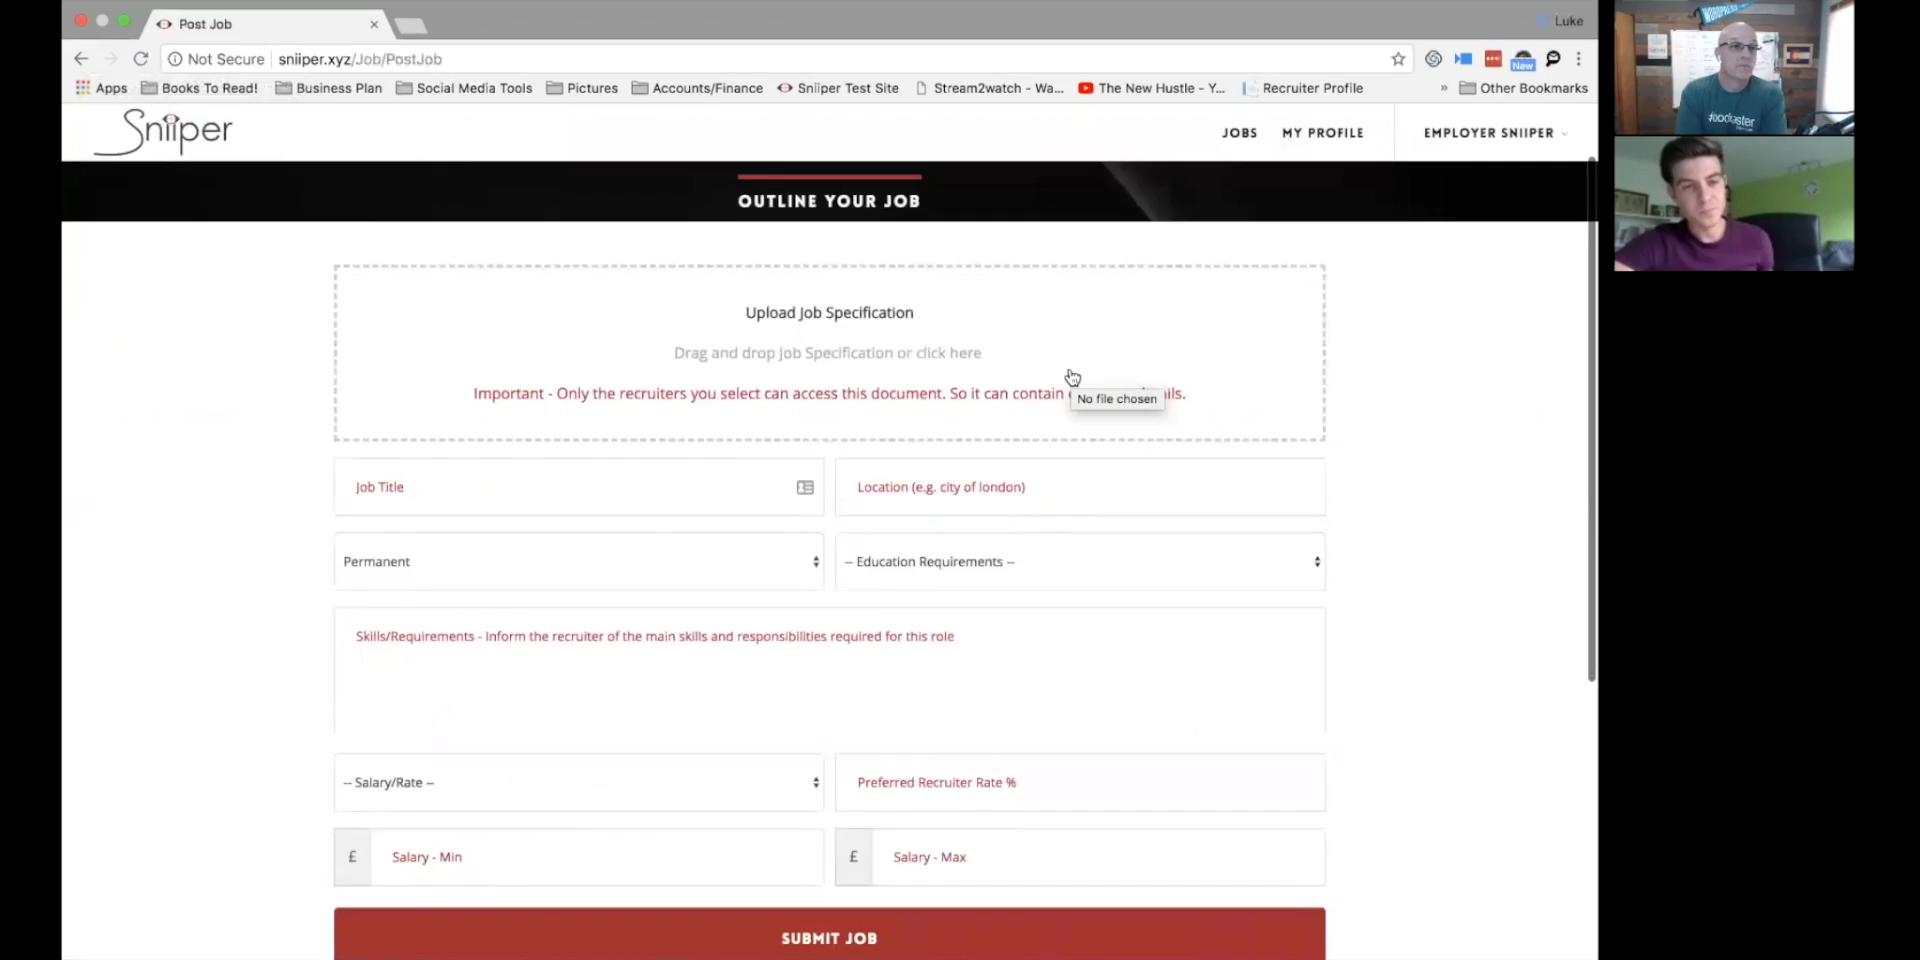 Post Job
Luke
Not Secure
sniiper.xyz/Job/PostJob
New
Apps
Books To Read!
Business Plan
Social Media Tools
Pictures
Accounts/Finance
Sniiper Test Site
Stream2watch - Wa...
The New Hustle - Y...
Recruiter Profile
»
Other Bookmarks
Sniiper
JOBS
MY PROFILE
EMPLOYER SNIIPER
OUTLINE YOUR JOB
Upload Job Specification
Drag and drop Job Specification or click here
Important - Only the recruiters you select can access this document. So it can contain
No file chosen
Job Title
Location (e.g. city of london)
Permanent
-- Education Requirements --
Skills/Requirements - Inform the recruiter of the main skills and responsibilities required for this role
-- Salary/Rate --
Preferred Recruiter Rate %
£
Salary - Min
£
Salary - Max
SUBMIT JOB